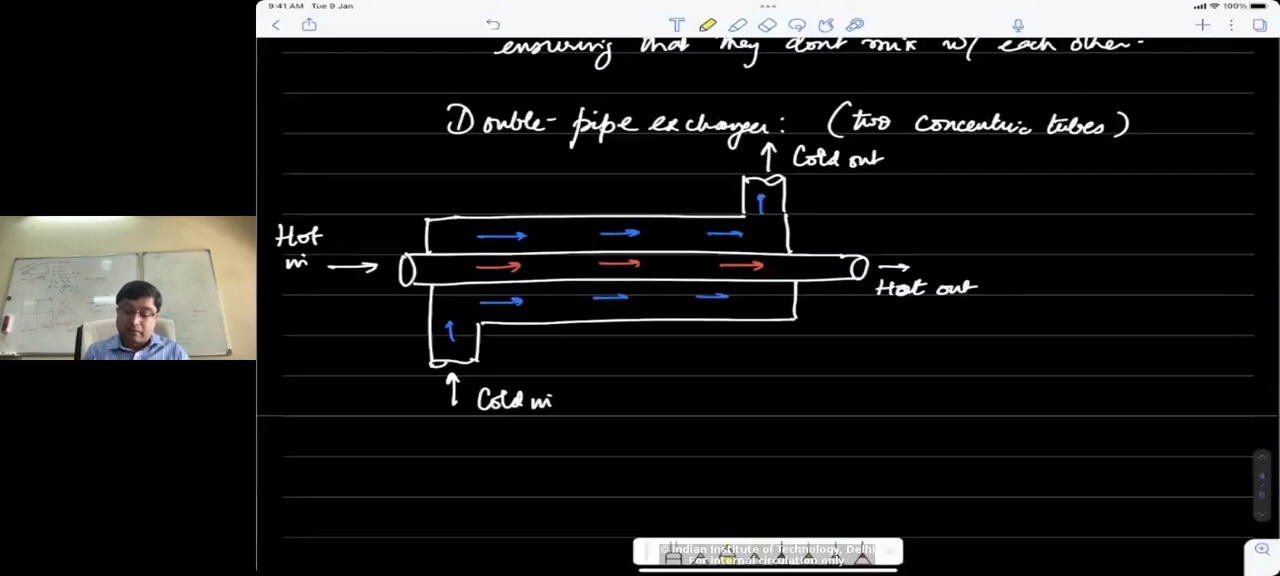 9:41 AM Tue 9 Jan
100%
ensuring that they dont mix w/ each other.
Double-pipe exchanger: (two concentric tubes)
Cold out
Hot
in
Hot out
Cold in
© Indian Institute of Technology, Delhi
For internal circulation only